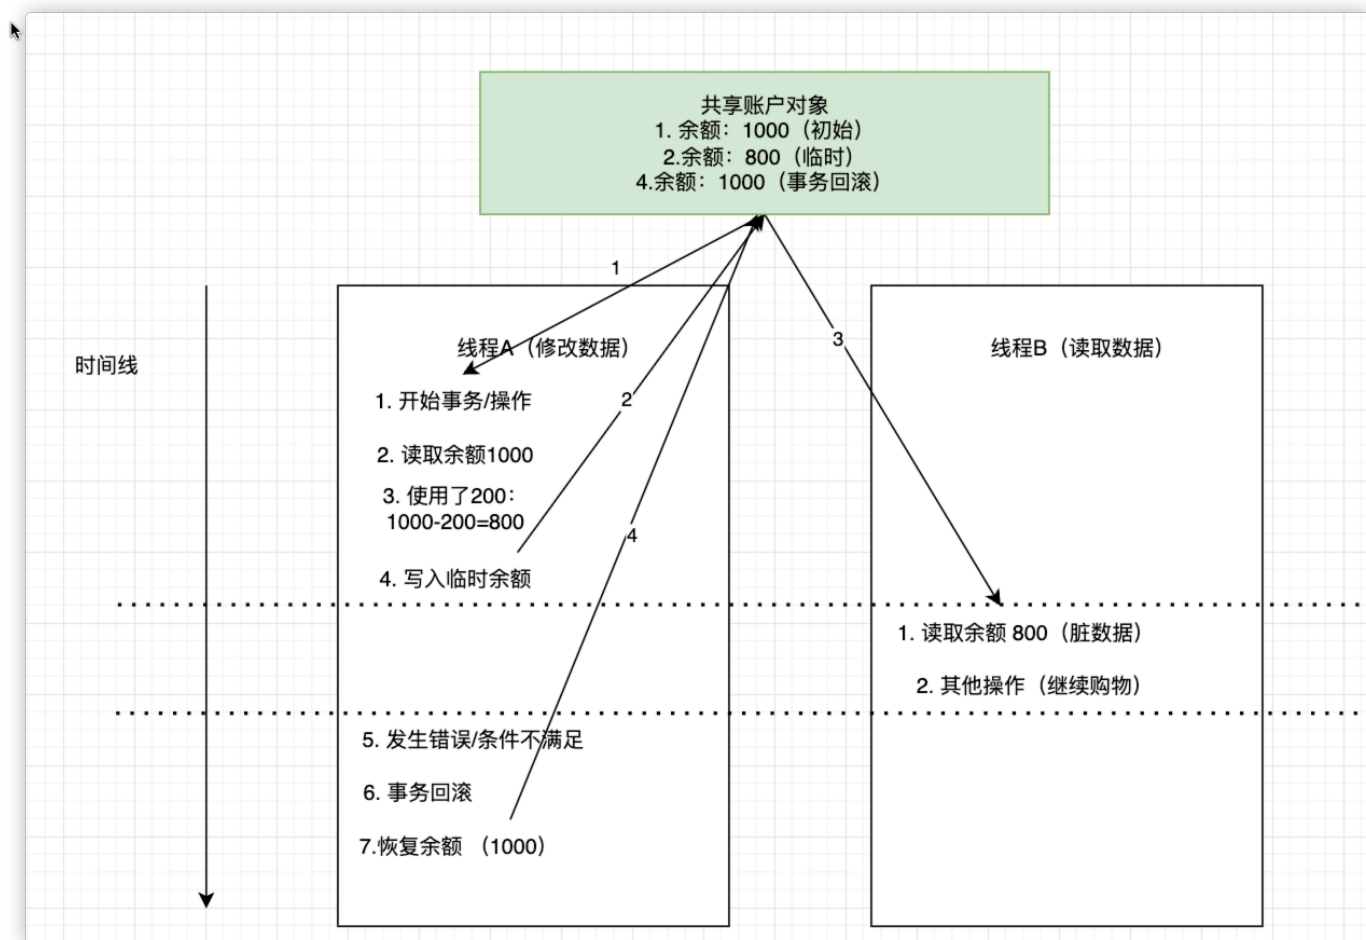 共享账户对象
1. 余额：1000（初始）
2.余额：800（临时）
4.余额：1000（事务回滚）
1
时间线
线程A（修改数据）
1. 开始事务/操作
2. 读取余额1000
3. 使用了200：
1000-200=800
4. 写入临时余额
2
4
5. 发生错误/条件不满足
6. 事务回滚
7.恢复余额 （1000）
3
线程B（读取数据）
1. 读取余额 800（脏数据）
2. 其他操作（继续购物）